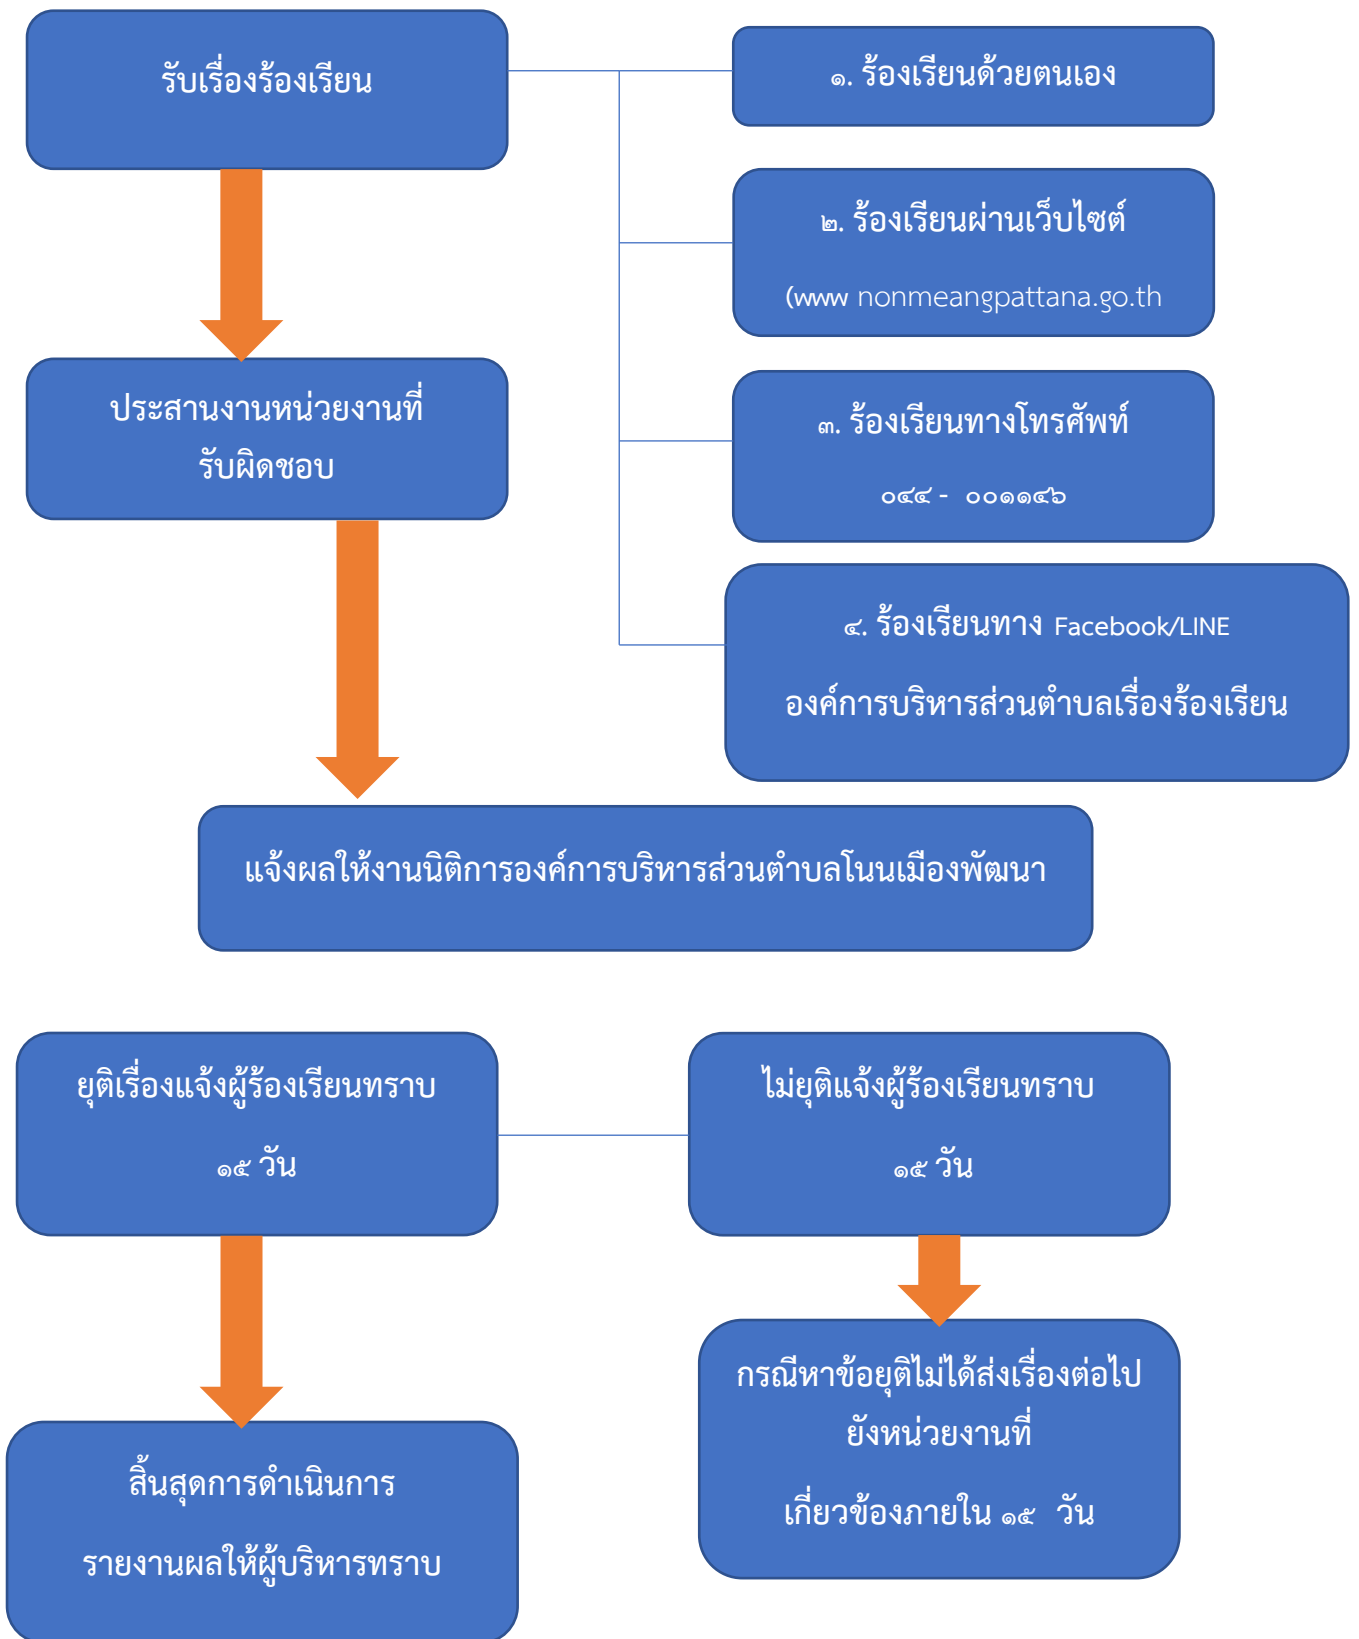 รับเรื่องร้องเรียน
๑. ร้องเรียนด้วยตนเอง
๒. ร้องเรียนผ่านเว็บไซต์
(www nonmeangpattana.go.th
ประสานงานหน่วยงานที่
รับผิดชอบ
๓. ร้องเรียนทางโทรศัพท์
๐๔๔ - ๐๐๑๑๔๖
๔. ร้องเรียนทาง Facebook/LINE
องค์การบริหารส่วนตำบลเรื่องร้องเรียน
แจ้งผลให้งานนิติการองค์การบริหารส่วนตำบลโนนเมืองพัฒนา
ยุติเรื่องแจ้งผู้ร้องเรียนทราบ
๑๕ วัน
ไม่ยุติแจ้งผู้ร้องเรียนทราบ
๑๕ วัน
กรณีหาข้อยุติไม่ได้ส่งเรื่องต่อไป
ยังหน่วยงานที่
เกี่ยวข้องภายใน ๑๕ วัน
สิ้นสุดการดำเนินการ
รายงานผลให้ผู้บริหารทราบ